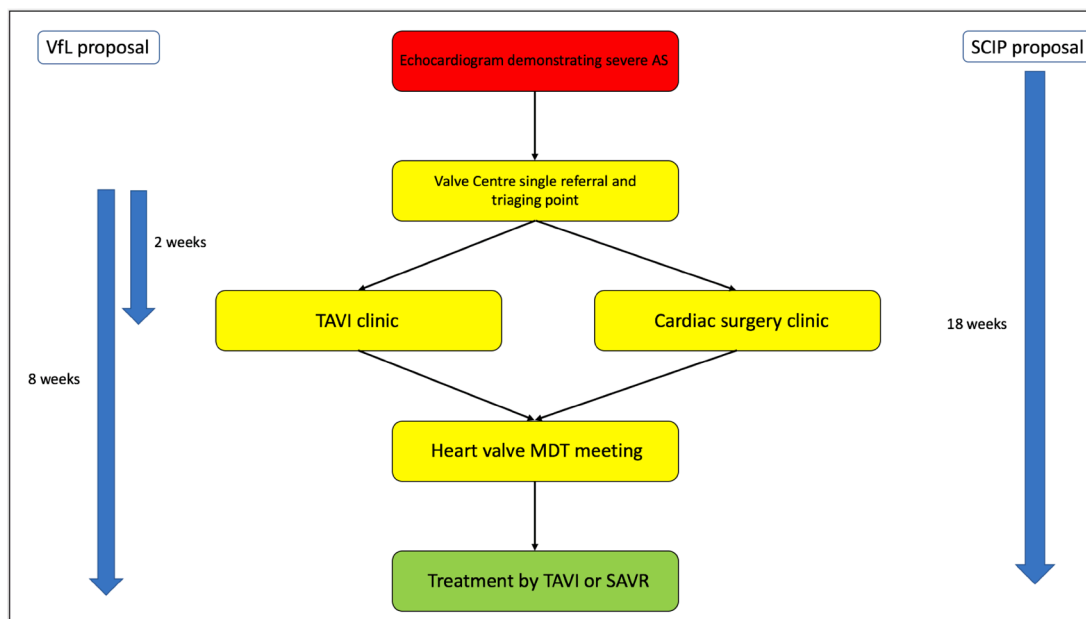 VfL proposal
Echocardiogram demonstrating severe AS
SCIP proposal
Valve Centre single referral and
triaging point
2 weeks
TAVI clinic
Cardiac surgery clinic
18 weeks
8 weeks
Heart valve MDT meeting
Treatment by TAVI or SAVR